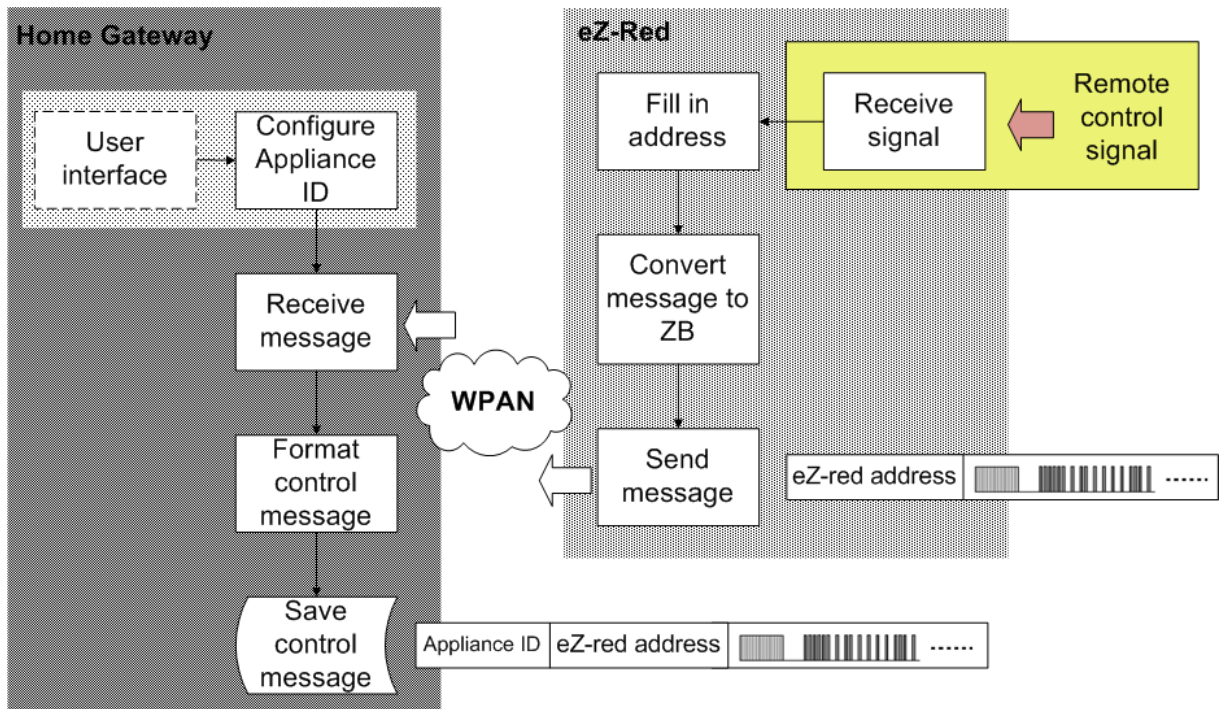 Home Gateway
User
interface
Configure
Appliance
ID
Receive
message
Format
control
message
Save
control
message
WPAN
eZ-Red
Fill in
address
Receive
signal
Remote
control
signal
Convert
message to
ZB
Send
message
eZ-red address
Appliance ID
eZ-red address